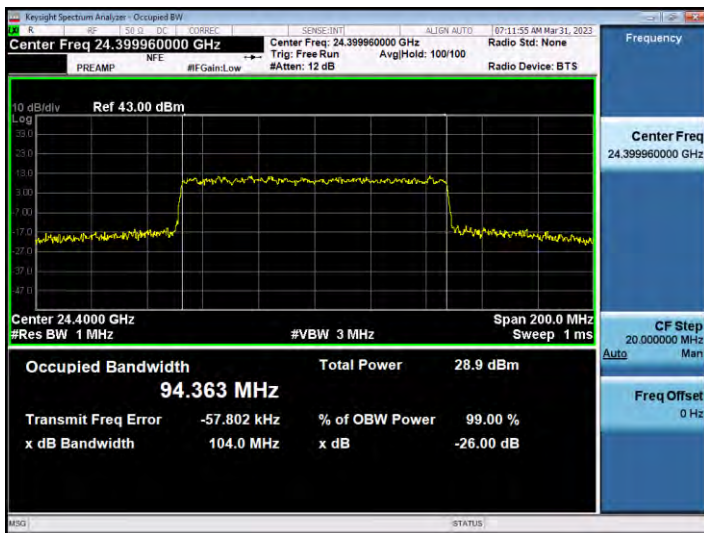 Keysight Spectrum Analyzer - Occupied BW
R RF 50 Ω DC CORREC SENSE:INT ALIGN AUTO 07:11:55 AM Mar 31, 2023
Center Freq 24.399960000 GHz
Center Freq: 24.399960000 GHz
Radio Std: None
NFE
Trig: Free Run Avg|Hold: 100/100
PREAMP #IFGain:Low
#Atten: 12 dB
Radio Device: BTS
10 dB/div Ref 43.00 dBm
Log
33.0
23.0
13.0
3.00
-7.00
-17.0
-27.0
-37.0
-47.0
Center 24.4000 GHz Span 200.0 MHz
#Res BW 1 MHz #VBW 3 MHz Sweep 1 ms
Occupied Bandwidth Total Power 28.9 dBm
94.363 MHz
Transmit Freq Error -57.802 kHz % of OBW Power 99.00 %
x dB Bandwidth 104.0 MHz x dB -26.00 dB
MSG STATUS
Frequency
Center Freq
24.399960000 GHz
CF Step
20.000000 MHz
Auto Man
Freq Offset
0 Hz